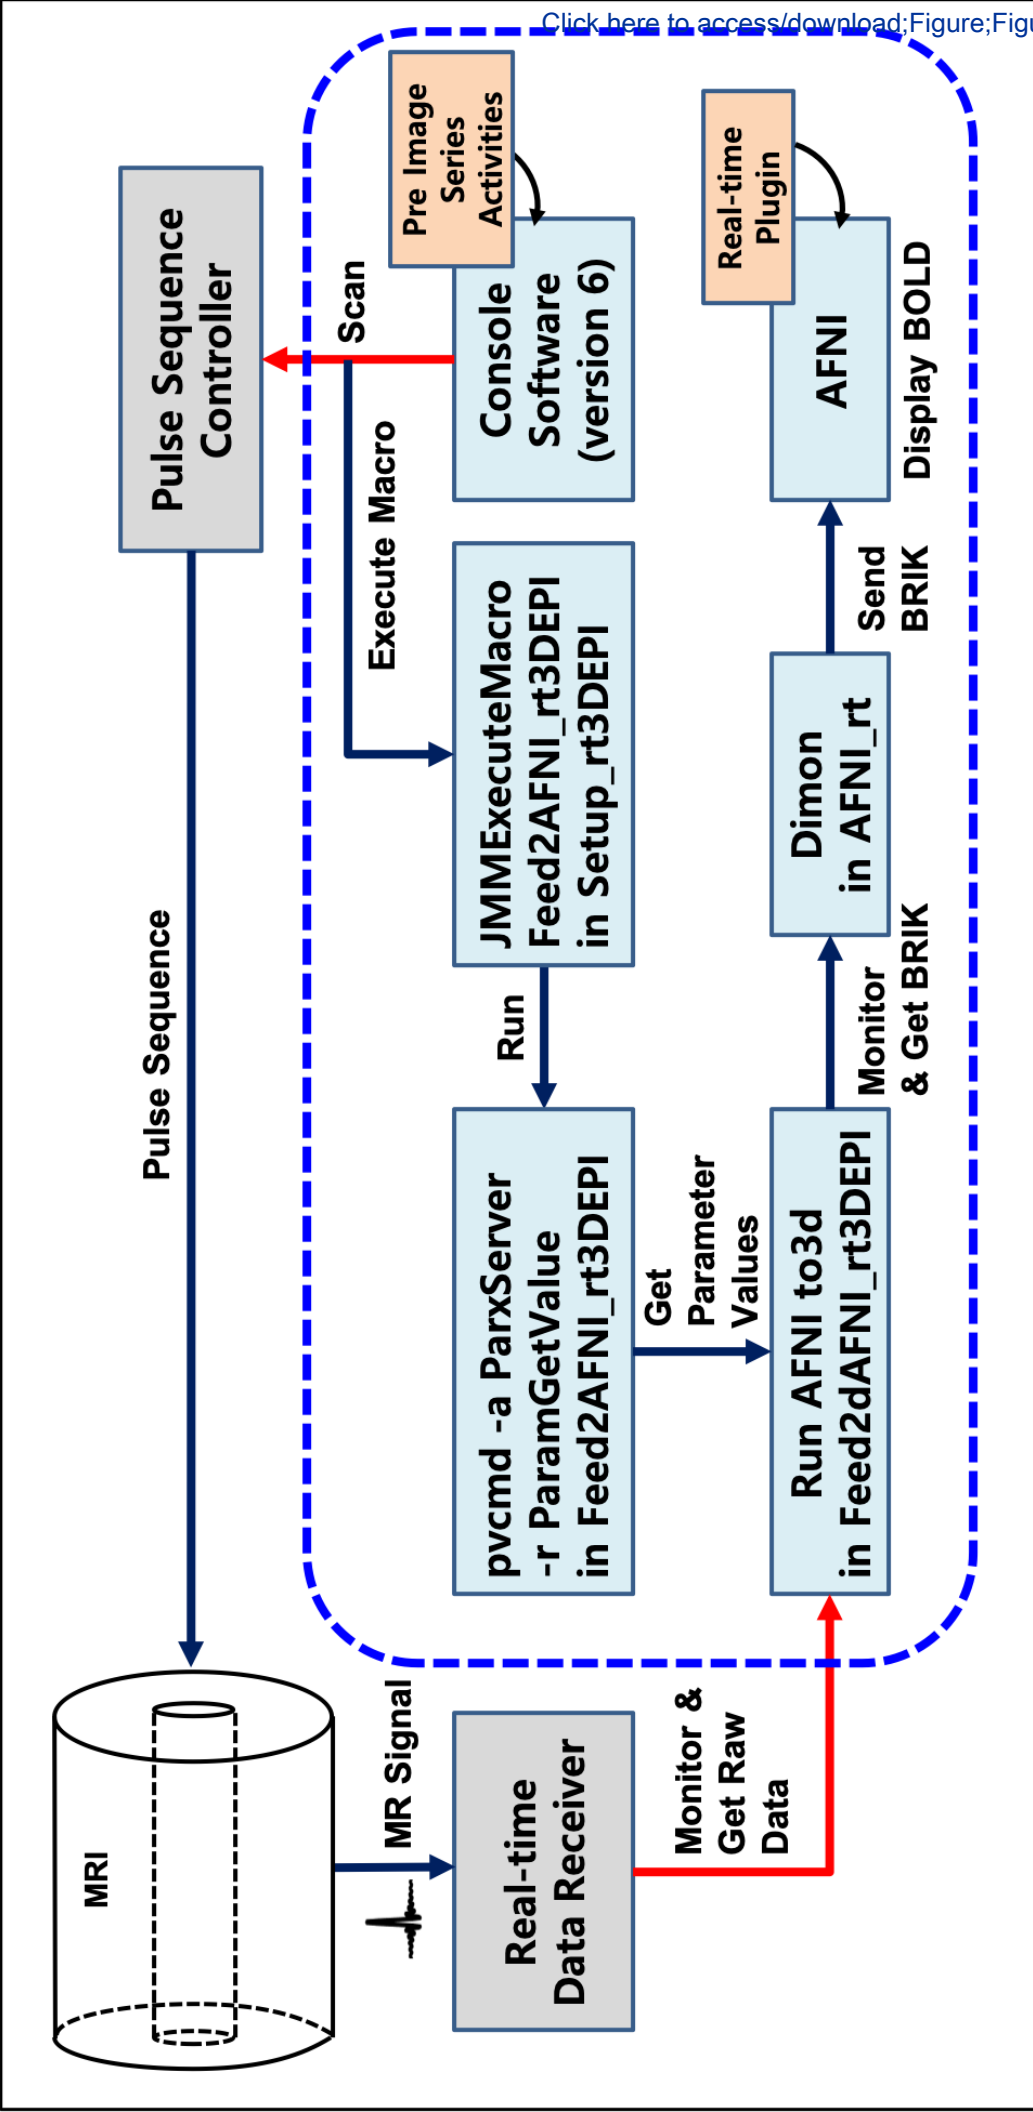 Click here to access/download;Figure;Figu
MRI
Pulse Sequence
Pulse Sequence
Controller
MR Signal
Scan
Execute Macro
Pre Image
Series
Activities
Real-time
Data Receiver
pvcmd -a ParxServer
-r ParamGetValue
in Feed2AFNI_rt3DEPI
Run
JMMExecuteMacro
Feed2AFNI_rt3DEPI
in Setup_rt3DEPI
Console
Software
(version 6)
Monitor &
Get Raw
Data
Get
Parameter
Values
Real-time
Plugin
Run AFNI to3d
in Feed2dAFNI_rt3DEPI
Monitor
& Get BRIK
Dimon
in AFNI_rt
Send
BRIK
AFNI
Display BOLD